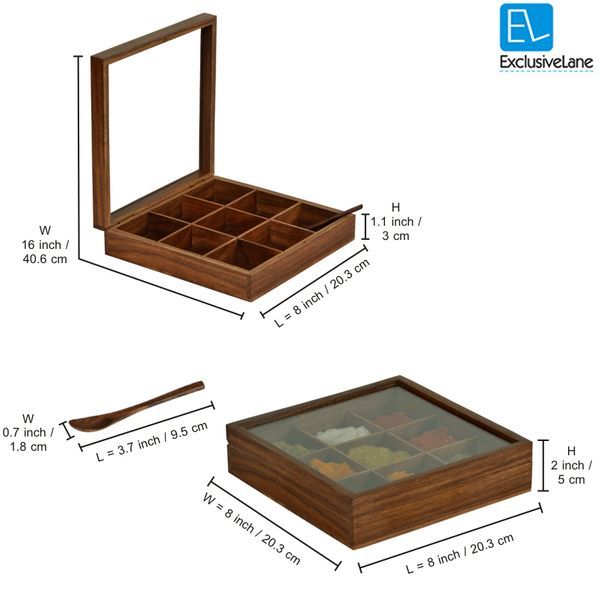 EL
ExclusiveLane
W
16 inch /
40.6 cm
H
1.1 inch /
3 cm
L = 8 inch / 20.3 cm
W
0.7 inch /
1.8 cm
L = 3.7 inch / 9.5 cm
H
2 inch /
5 cm
W = 8 inch / 20.3 cm
L = 8 inch / 20.3 cm